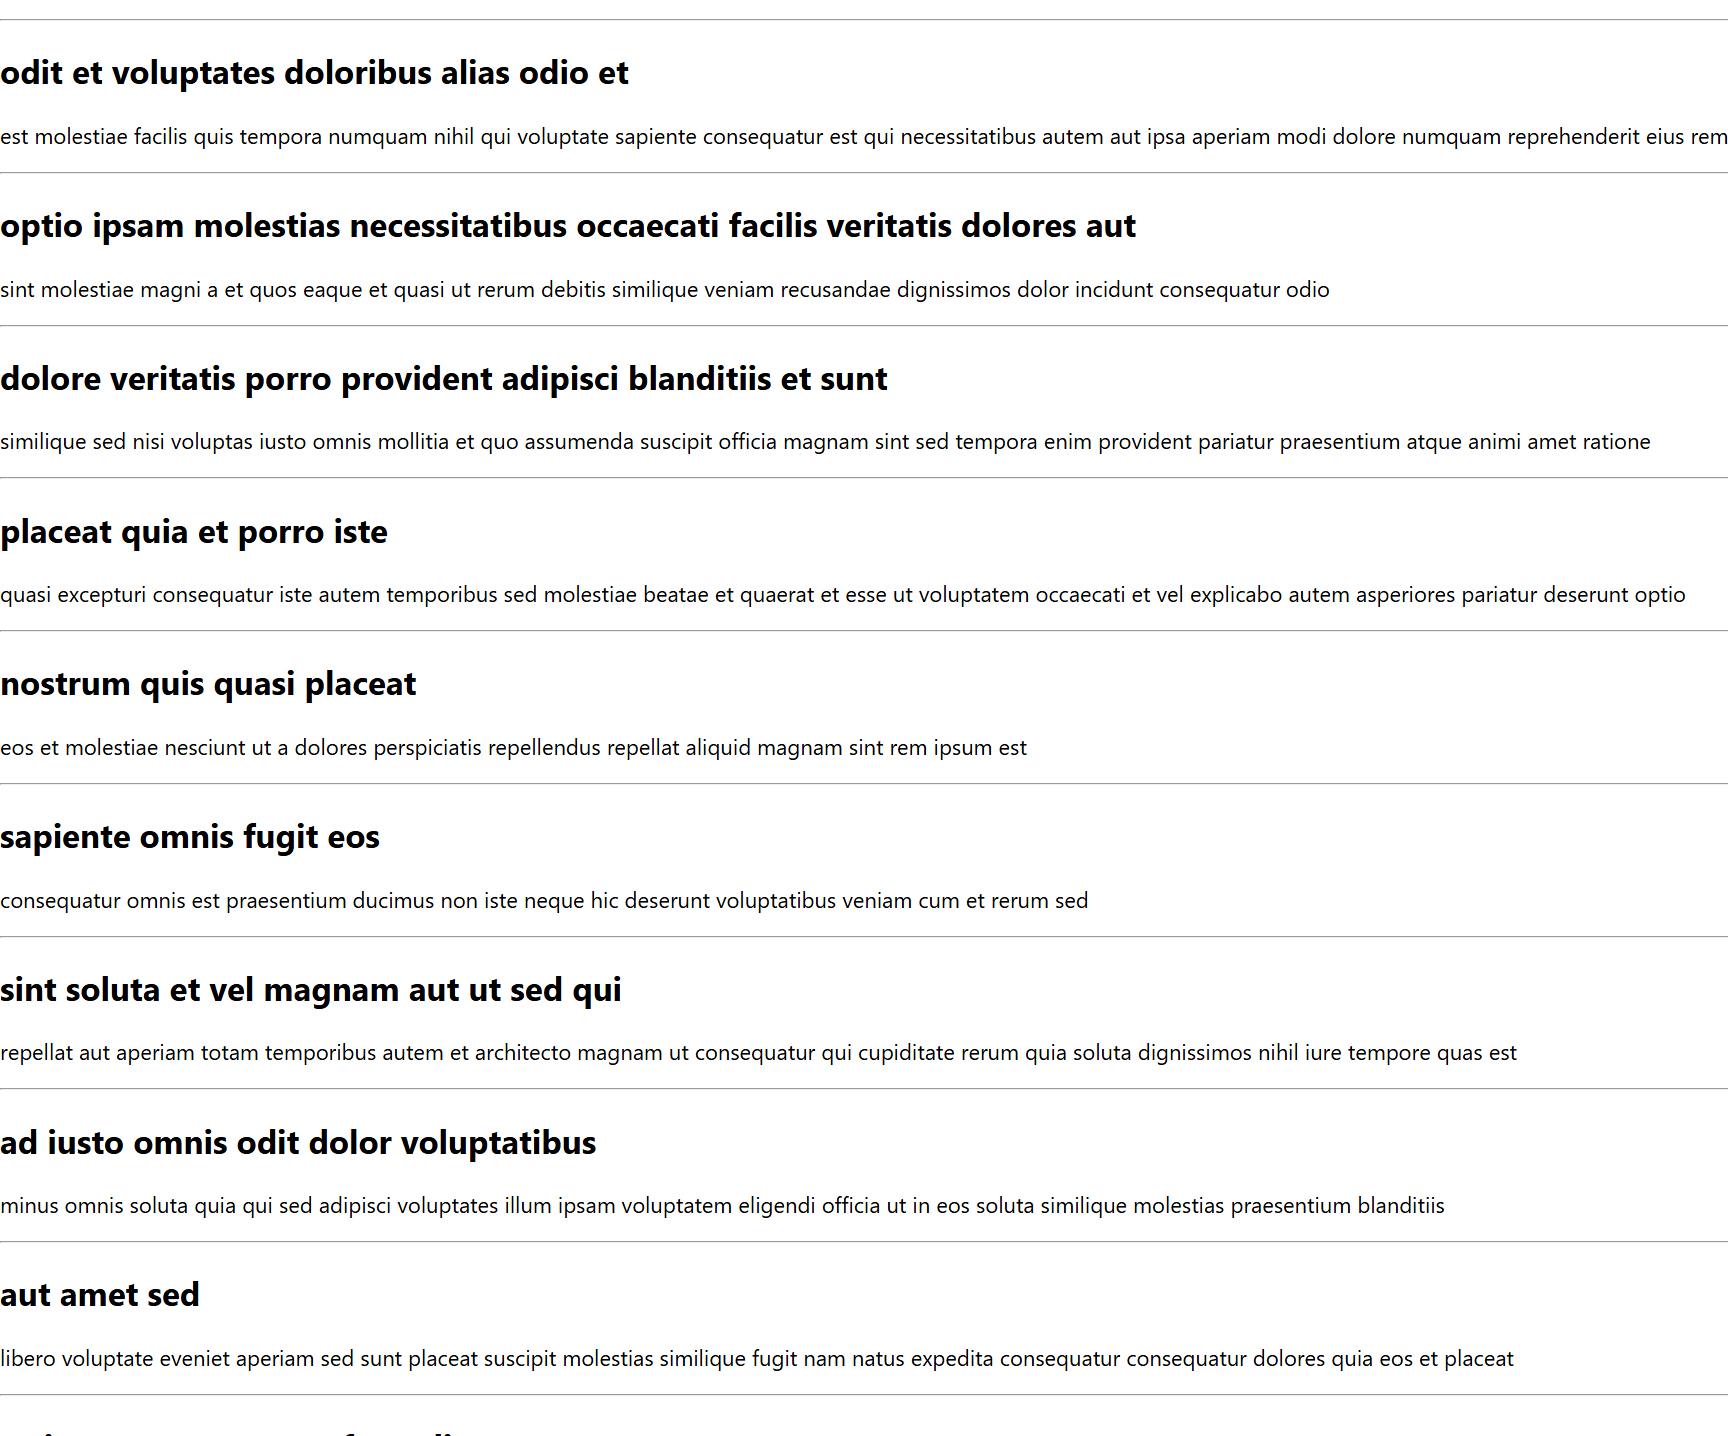 odit et voluptates doloribus alias odio et
est molestiae facilis quis tempora numquam nihil qui voluptate sapiente consequatur est qui necessitatibus autem aut ipsa aperiam modi dolore numquam reprehenderit eius rem
optio ipsam molestias necessitatibus occaecati facilis veritatis dolores aut
sint molestiae magni a et quos eaque et quasi ut rerum debitis similique veniam recusandae dignissimos dolor incidunt consequatur odio
dolore veritatis porro provident adipisci blanditiis et sunt
similique sed nisi voluptas iusto omnis mollitia et quo assumenda suscipit officia magnam sint sed tempora enim provident pariatur praesentium atque animi amet ratione
placeat quia et porro iste
quasi excepturi consequatur iste autem temporibus sed molestiae beatae et quaerat et esse ut voluptatem occaecati et vel explicabo autem asperiores pariatur deserunt optio
nostrum quis quasi placeat
eos et molestiae nesciunt ut a dolores perspiciatis repellendus repellat aliquid magnam sint rem ipsum est
sapiente omnis fugit eos
consequatur omnis est praesentium ducimus non iste neque hic deserunt voluptatibus veniam cum et rerum sed
sint soluta et vel magnam aut ut sed qui
repellat aut aperiam totam temporibus autem et architecto magnam ut consequatur qui cupiditate rerum quia soluta dignissimos nihil iure tempore quas est
ad iusto omnis odit dolor voluptatibus
minus omnis soluta quia qui sed adipisci voluptates illum ipsam voluptatem eligendi officia ut in eos soluta similique molestias praesentium blanditiis
aut amet sed
libero voluptate eveniet aperiam sed sunt placeat suscipit molestias similique fugit nam natus expedita consequatur consequatur dolores quia eos et placeat